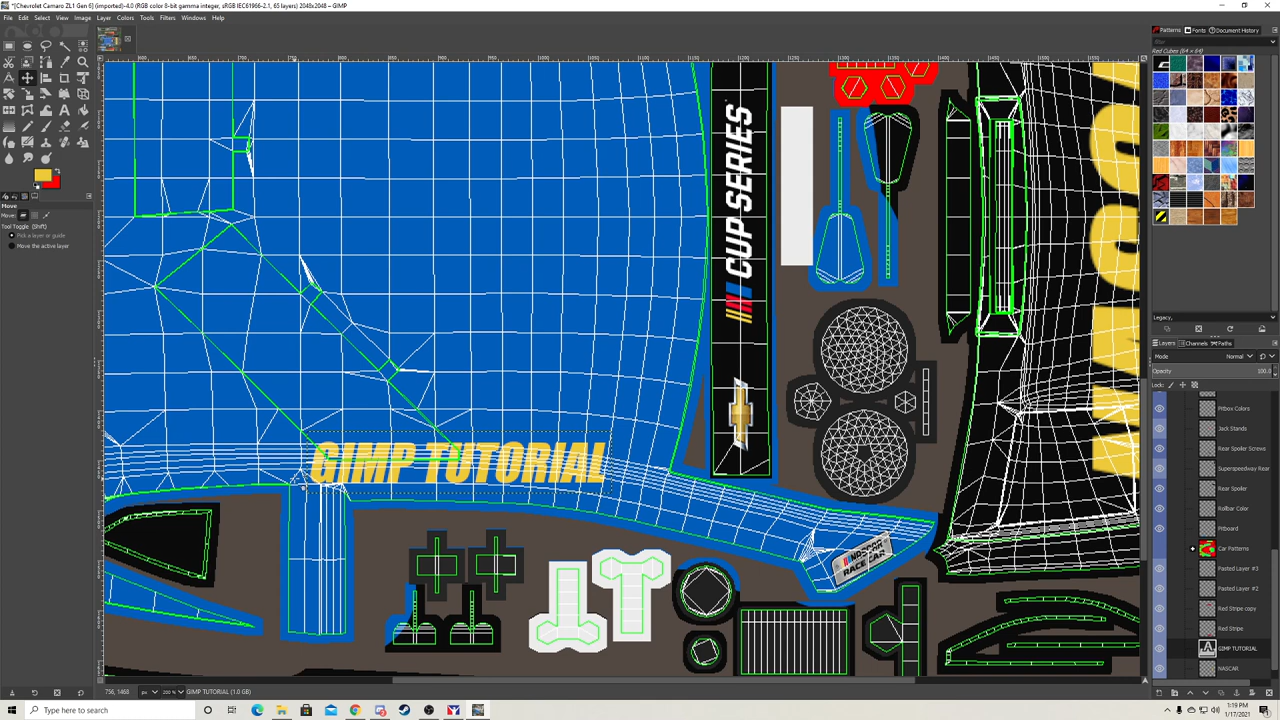 *[Chevrolet Camaro ZL1 Gen 6] (imported)-4.0 (RGB color 8-bit gamma integer, sRGB IEC61966-2.1, 65 layers) 2048x2048 – GIMP
File Edit Select View Image Layer Colors Tools Filters Windows Help
Patterns Fonts Document History
Red Cubes (64 × 64)
CUP SERIES
GIMP TUTORIAL
NASCAR
RACE CAR
Move
Move:
Tool Toggle (Shift)
Pick a layer or guide
Move the active layer
Legacy,
Layers Channels Paths
Mode Normal
Opacity 100.0
Lock:
Pitbox Colors
Jack Stands
Rear Spoiler Screws
Superspeedway Rear
Rear Spoiler
Rollbar Color
Pitboard
Car Patterns
Pasted Layer #3
Pasted Layer #2
Red Stripe copy
Red Stripe
GIMP TUTORIAL
NASCAR
756, 1468 px 200 % GIMP TUTORIAL (1.0 GB)
Type here to search
1:19 PM
1/17/2021